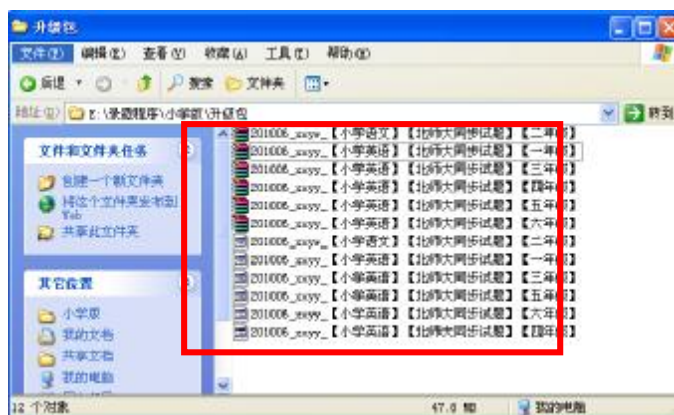 升级包
文件(F) 编辑(E) 查看(V) 收藏(A) 工具(T) 帮助(H)
后退 搜索 文件夹
地址(D) E:\录题程序\小学版\升级包 转到
文件和文件夹任务
创建一个新文件夹
将这个文件夹发布到
Web
共享此文件夹
其它位置
小学版
我的文档
共享文档
我的电脑
201006_xxyw_【小学语文】【北师大同步试题】【二年级】
201006_xxyy_【小学英语】【北师大同步试题】【一年级】
201006_xxyy_【小学英语】【北师大同步试题】【三年级】
201006_xxyy_【小学英语】【北师大同步试题】【四年级】
201006_xxyy_【小学英语】【北师大同步试题】【五年级】
201006_xxyy_【小学英语】【北师大同步试题】【六年级】
201006_xxyw_【小学语文】【北师大同步试题】【二年级】
201006_xxyy_【小学英语】【北师大同步试题】【一年级】
201006_xxyy_【小学英语】【北师大同步试题】【三年级】
201006_xxyy_【小学英语】【北师大同步试题】【五年级】
201006_xxyy_【小学英语】【北师大同步试题】【六年级】
201006_xxyy_【小学英语】【北师大同步试题】【四年级】
12 个对象 47.0 MB 我的电脑